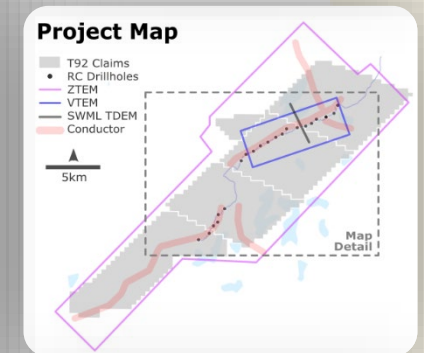 Project Map
T92 Claims
RC Drillholes
ZTEM
VTEM
SWML TDEM
Conductor
5km
Map
Detail